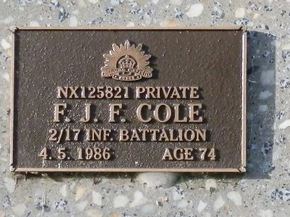 NX125821 PRIVATE
F. J. F. COLE
2/17 INF. BATTALION
4. 5. 1986 AGE 74